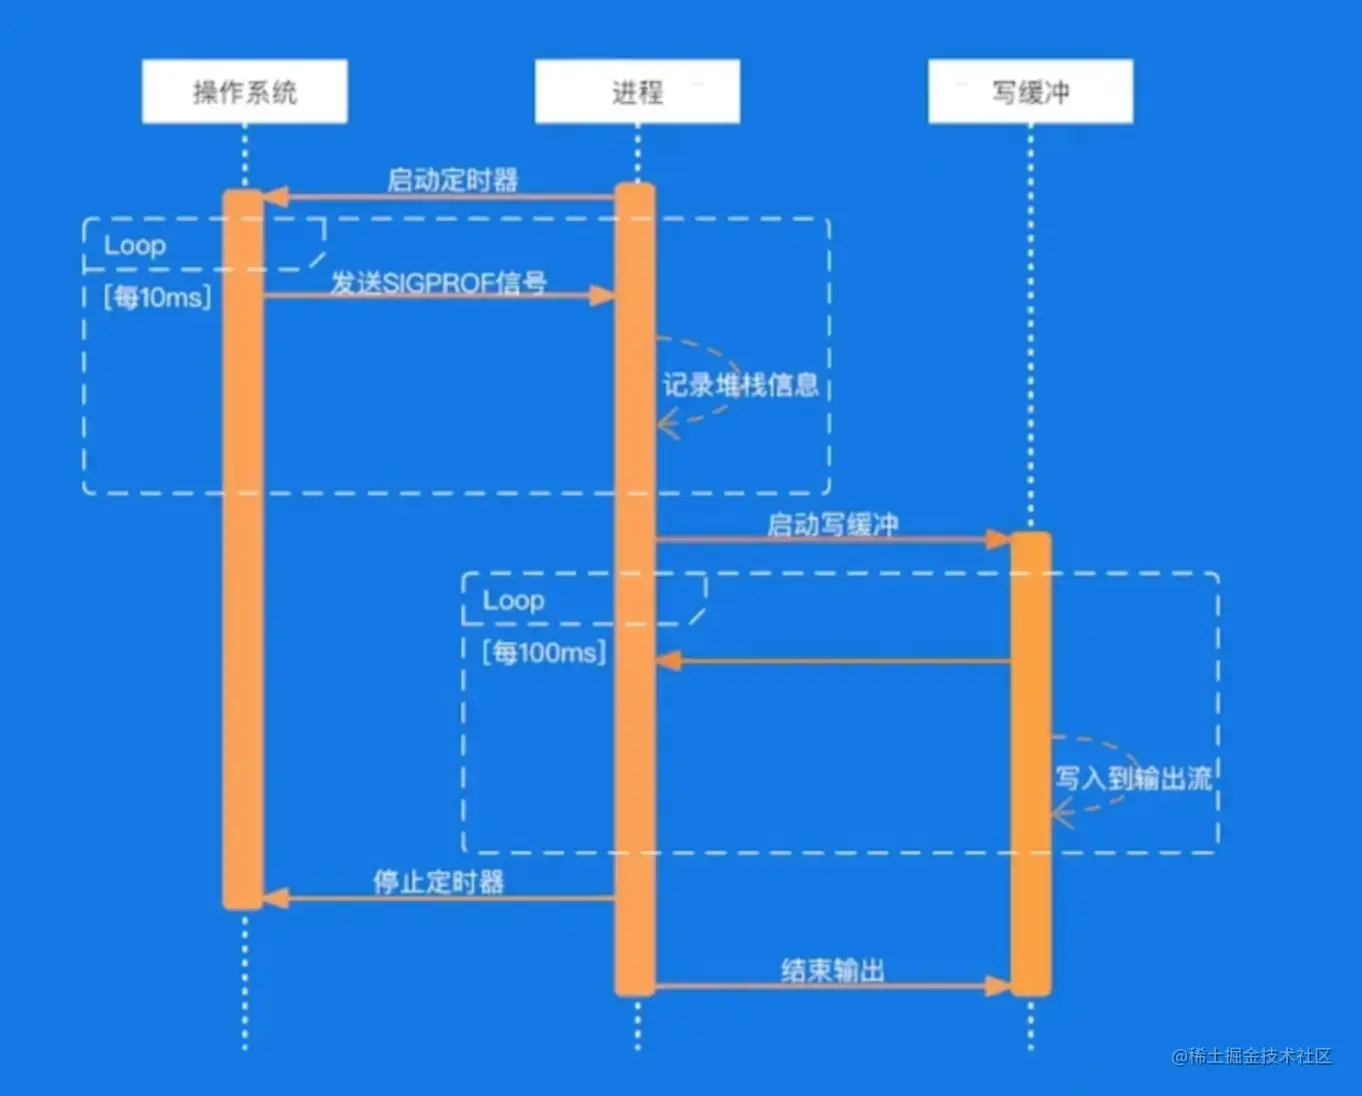 操作系统
进程
写缓冲
启动定时器
Loop
[每10ms]
发送SIGPROF信号
记录堆栈信息
启动写缓冲
Loop
[每100ms]
写入到输出流
停止定时器
结束输出
@稀土掘金技术社区